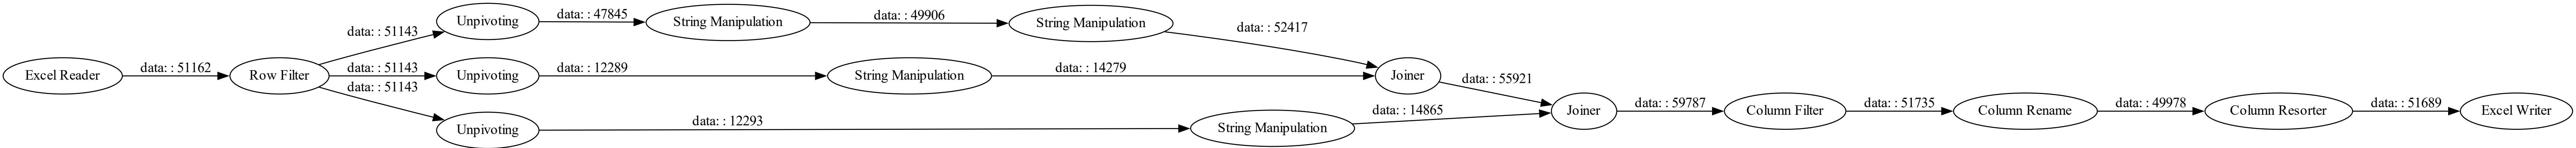 Excel Reader
data: : 51162
Row Filter
data: : 51143
data: : 51143
data: : 51143
Unpivoting
data: : 47845
String Manipulation
data: : 49906
String Manipulation
data: : 52417
Unpivoting
data: : 12289
String Manipulation
data: : 14279
Joiner
data: : 55921
Unpivoting
data: : 12293
String Manipulation
data: : 14865
Joiner
data: : 59787
Column Filter
data: : 51735
Column Rename
data: : 49978
Column Resorter
data: : 51689
Excel Writer